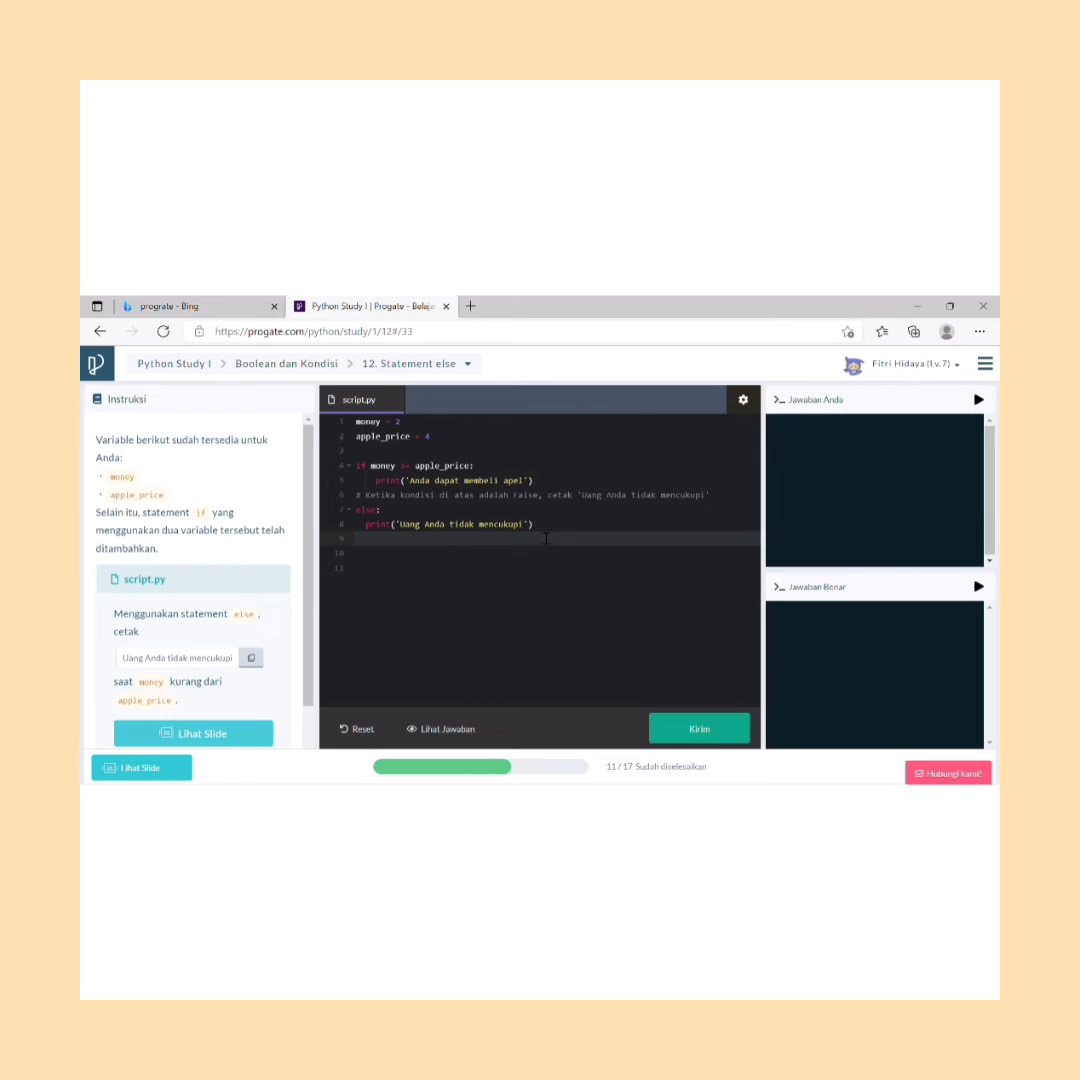 prograte - Bing
Python Study I | Progate - Belaja
https://progate.com/python/study/1/12#/33
Python Study I > Boolean dan Kondisi > 12. Statement else
Fitri Hidaya (Lv.7)
Instruksi
Variable berikut sudah tersedia untuk
Anda:
money
apple_price
Selain itu, statement if yang
menggunakan dua variable tersebut telah
ditambahkan.
script.py
Menggunakan statement else ,
cetak
Uang Anda tidak mencukupi
saat money kurang dari
apple_price .
Lihat Slide
script.py
1 money = 2
2 apple_price = 4
3
4 if money >= apple_price:
5 print('Anda dapat membeli apel')
6 # Ketika kondisi di atas adalah False, cetak 'Uang Anda tidak mencukupi'
7 else:
8 print('Uang Anda tidak mencukupi')
9
10
11
Reset
Lihat Jawaban
Kirim
Jawaban Anda
Jawaban Benar
Lihat Slide
11 / 17 Sudah diselesaikan
Hubungi kami!